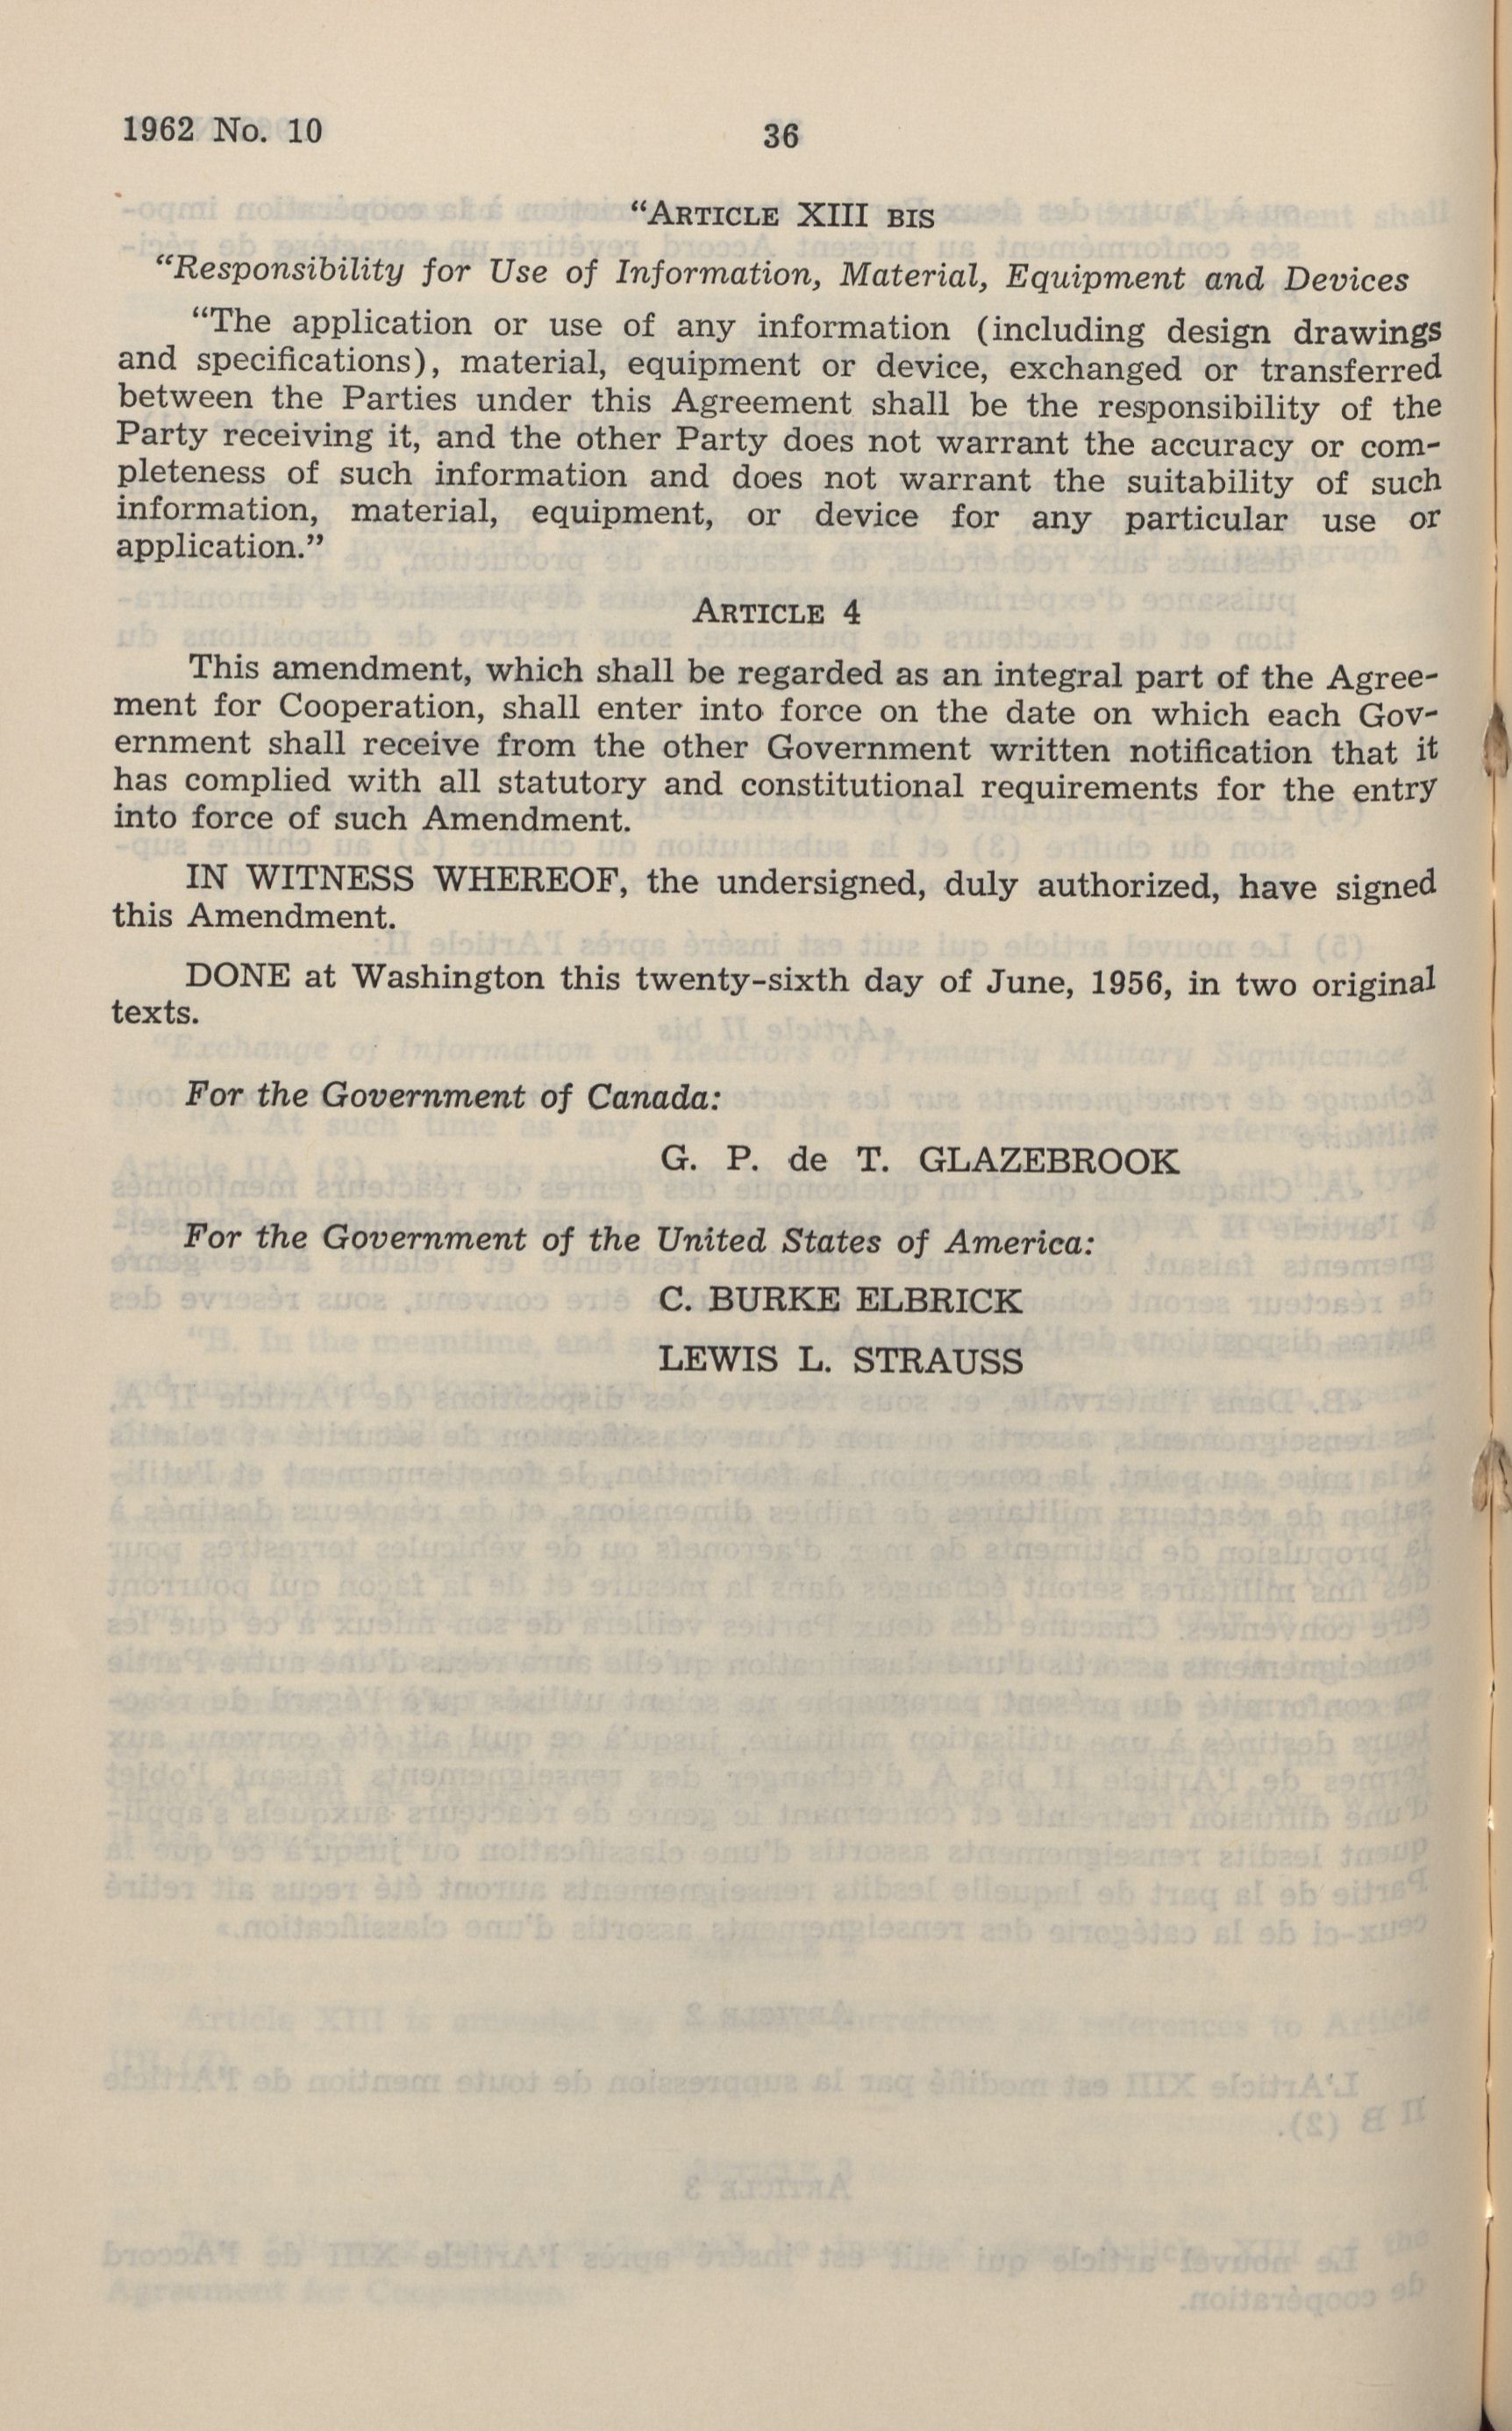 1962 No. 10
36
“ARTICLE XIII BIS
“Responsibility for Use of Information, Material, Equipment and Devices
“The application or use of any information (including design drawings
and specifications), material, equipment or device, exchanged or transferred
between the Parties under this Agreement shall be the responsibility of the
Party receiving it, and the other Party does not warrant the accuracy or com-
pleteness of such information and does not warrant the suitability of such
information, material, equipment, or device for any particular use or
application.”
ARTICLE 4
This amendment, which shall be regarded as an integral part of the Agree-
ment for Cooperation, shall enter into force on the date on which each Gov-
ernment shall receive from the other Government written notification that it
has complied with all statutory and constitutional requirements for the entry
into force of such Amendment.
IN WITNESS WHEREOF, the undersigned, duly authorized, have signed
this Amendment.
DONE at Washington this twenty-sixth day of June, 1956, in two original
texts.
For the Government of Canada:
G. P. de T. GLAZEBROOK
For the Government of the United States of America:
C. BURKE ELBRICK
LEWIS L. STRAUSS